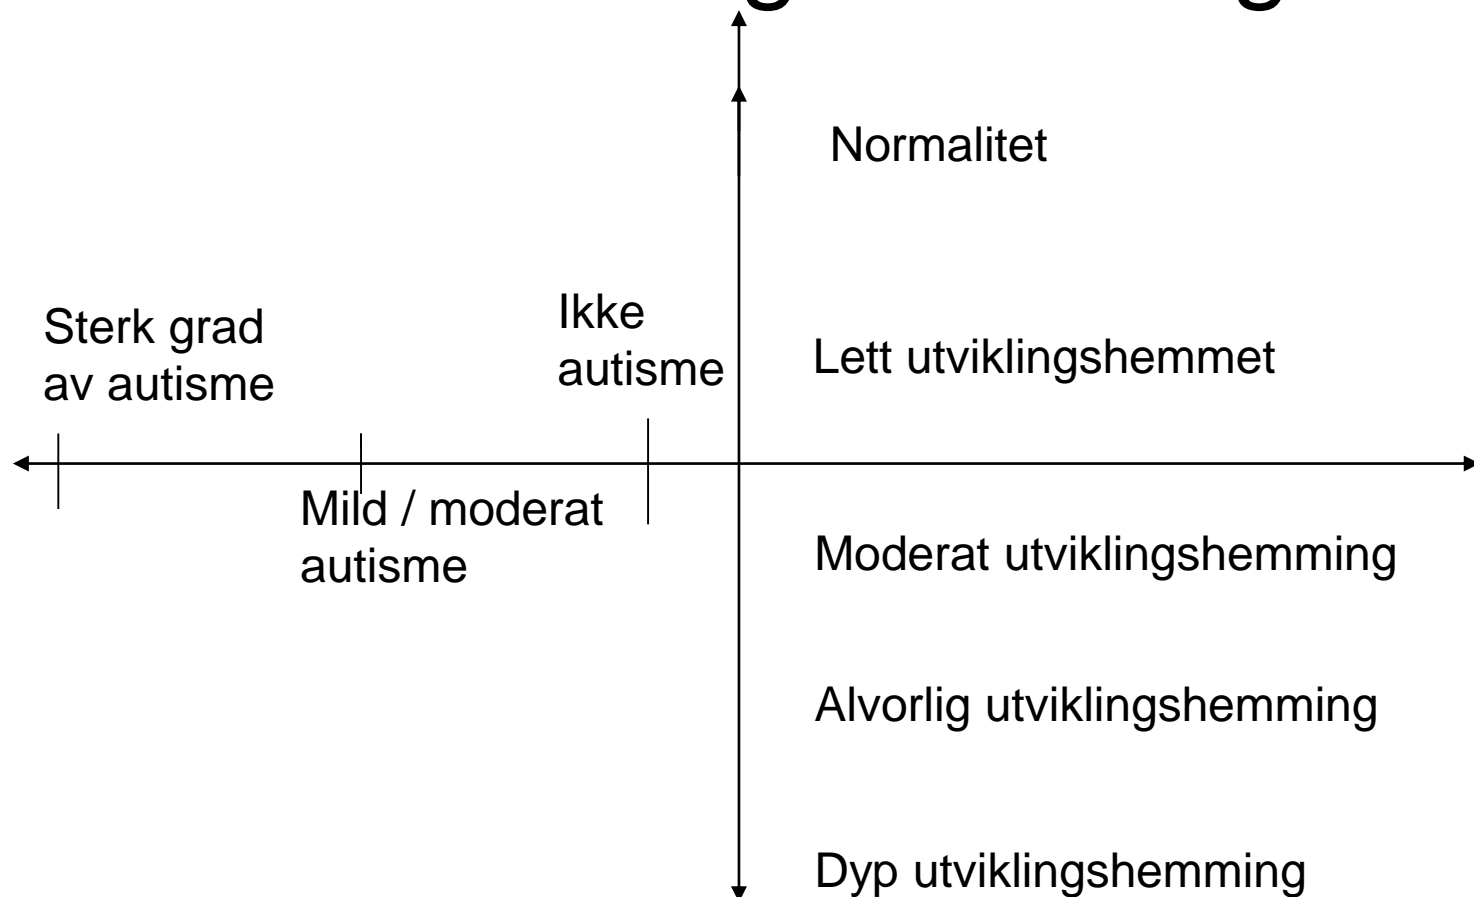 Normalitet
Sterk grad
av autisme
Ikke
autisme
Lett utviklingshemmet
Mild / moderat
autisme
Moderat utviklingshemming
Alvorlig utviklingshemming
Dyp utviklingshemming